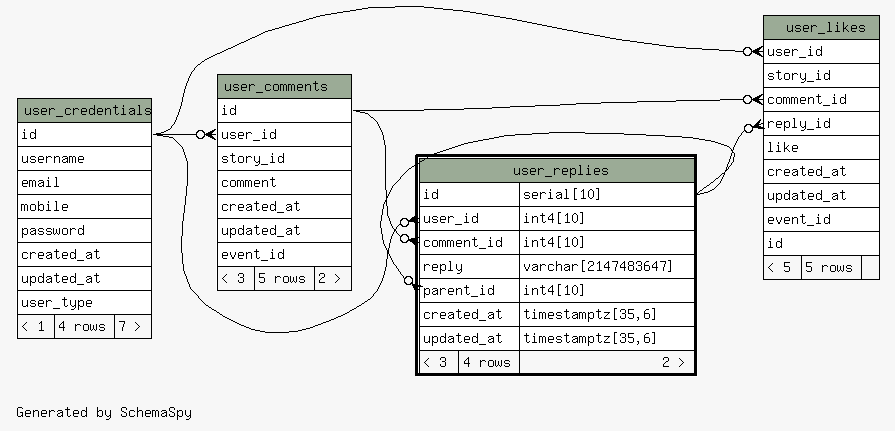 user_credentials
id
username
email
mobile
password
created_at
updated_at
user_type
< 1 4 rows 7 >
user_comments
id
user_id
story_id
comment
created_at
updated_at
event_id
< 3 5 rows 2 >
user_replies
id serial[10]
user_id int4[10]
comment_id int4[10]
reply varchar[2147483647]
parent_id int4[10]
created_at timestamptz[35,6]
updated_at timestamptz[35,6]
< 3 4 rows 2 >
user_likes
user_id
story_id
comment_id
reply_id
like
created_at
updated_at
event_id
id
< 5 5 rows
Generated by SchemaSpy